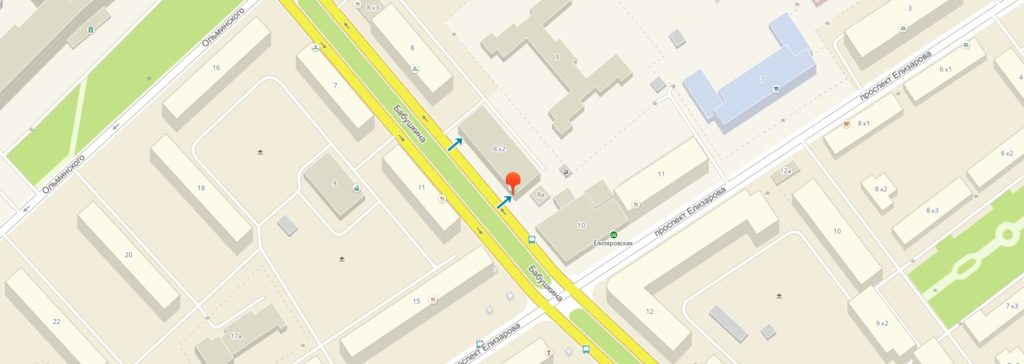 8 к3
3
Ольминского
8
9
проспект Елизарова
6 к1
16
7
7
Бабушкина
8 к1
8 к2
6 к2
Ольминского
18
9
11
8а
11
12а
8 к2
8 к3
проспект Елизарова
10
10
Елизаровская
20
Бабушкина
15
22
17а
проспект Елизарова
12
9 к2
7
4